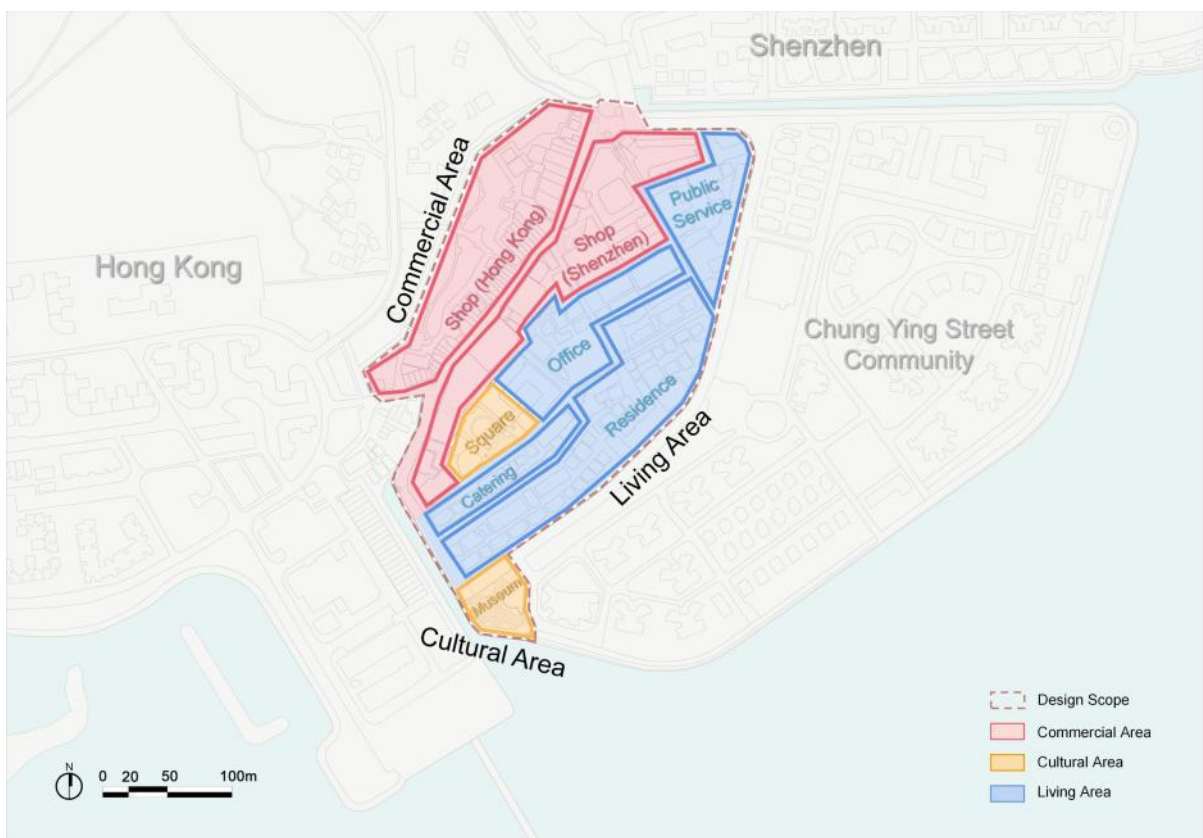 Shenzhen
Commercial Area
Public
Service
Shop (Hong Kong)
Shop
(Shenzhen)
Hong Kong
Chung Ying Street
Community
Office
Residence
Square
Living Area
Catering
Museum
Cultural Area
Design Scope
Commercial Area
Cultural Area
Living Area
N
0 20 50 100m